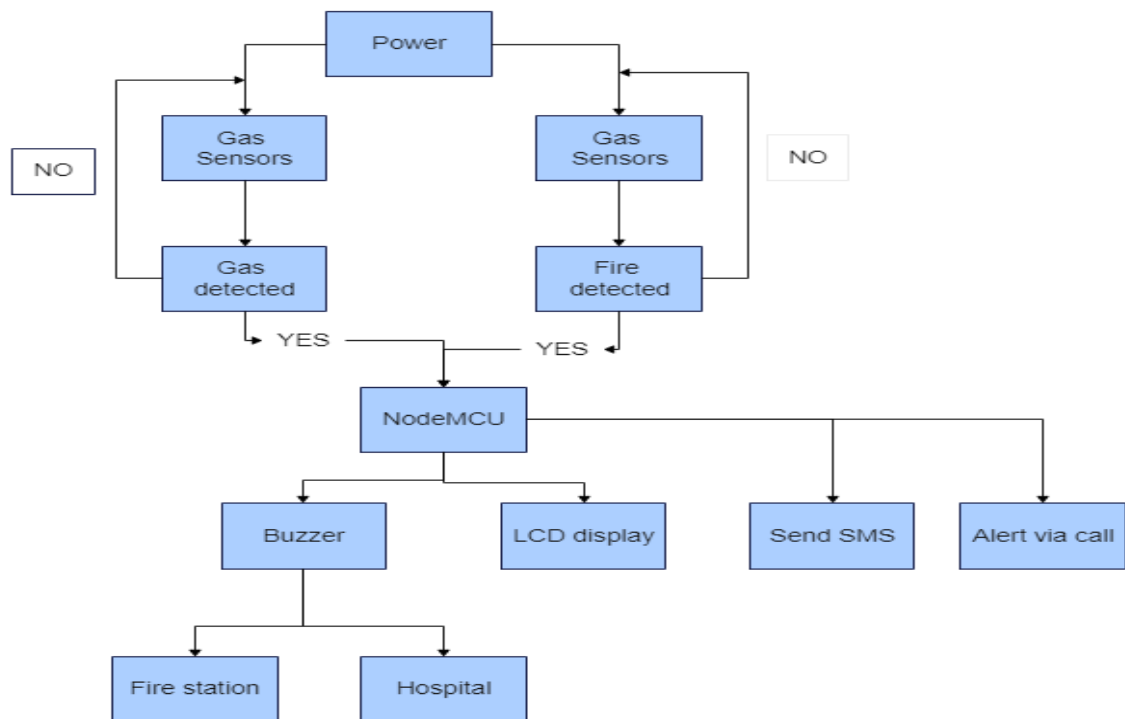 Power
Gas
Sensors
Gas
Sensors
NO
NO
Gas
detected
Fire
detected
YES
YES
NodeMCU
Buzzer
LCD display
Send SMS
Alert via call
Fire station
Hospital